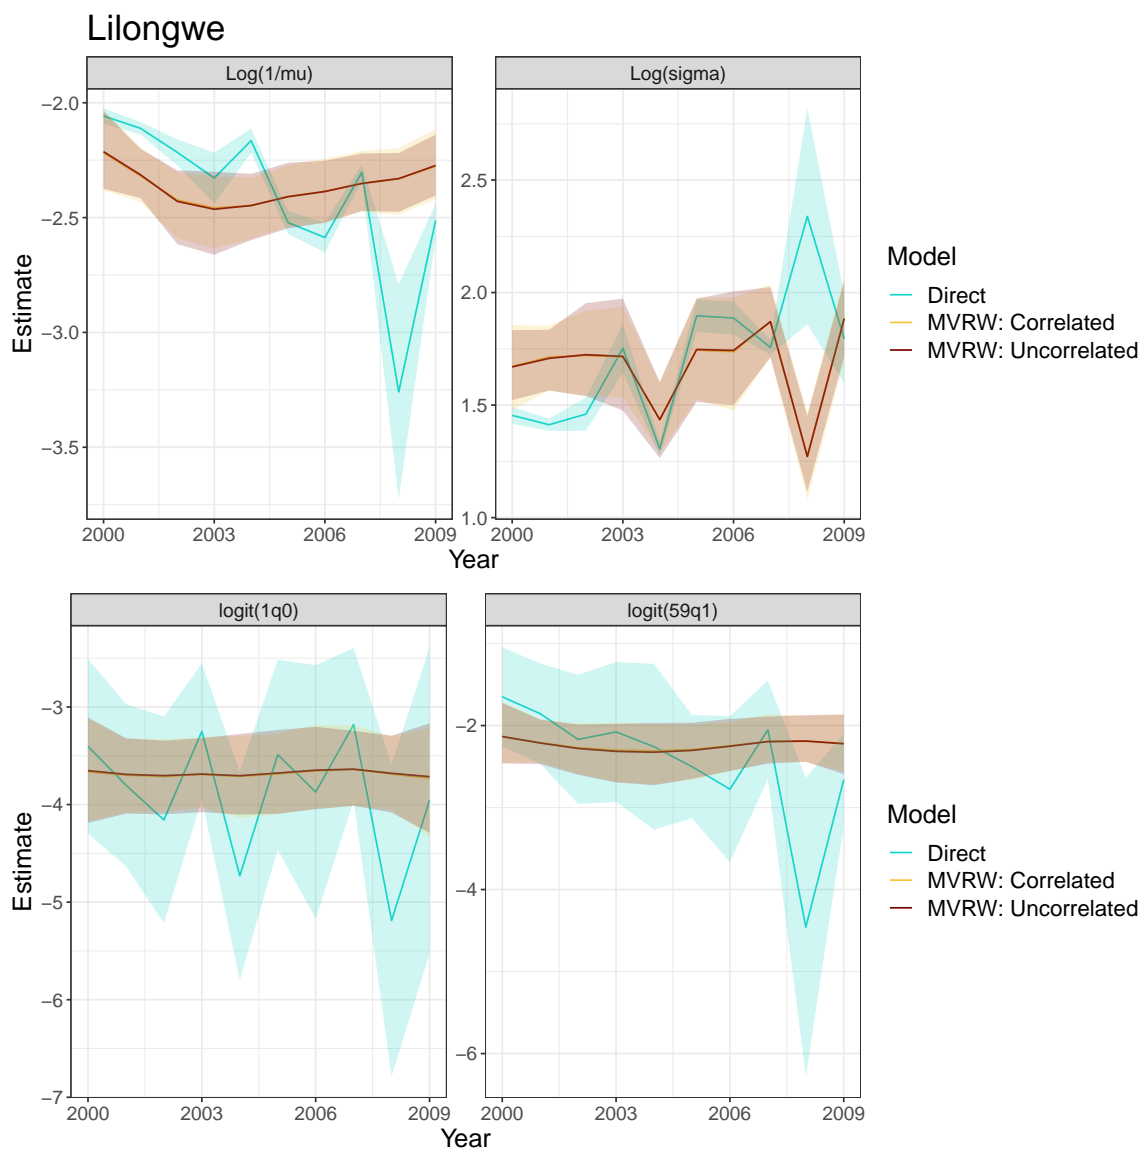 Lilongwe
Log(1/mu)
Log(sigma)
−2.0
−2.5
−3.0
−3.5
2.5
2.0
1.5
1.0
2000 2003 2006 2009
2000 2003 2006 2009
Estimate
Year
Model
Direct
MVRW: Correlated
MVRW: Uncorrelated
logit(1q0)
logit(59q1)
−3
−4
−5
−6
−7
−2
−4
−6
2000 2003 2006 2009
2000 2003 2006 2009
Estimate
Year
Model
Direct
MVRW: Correlated
MVRW: Uncorrelated